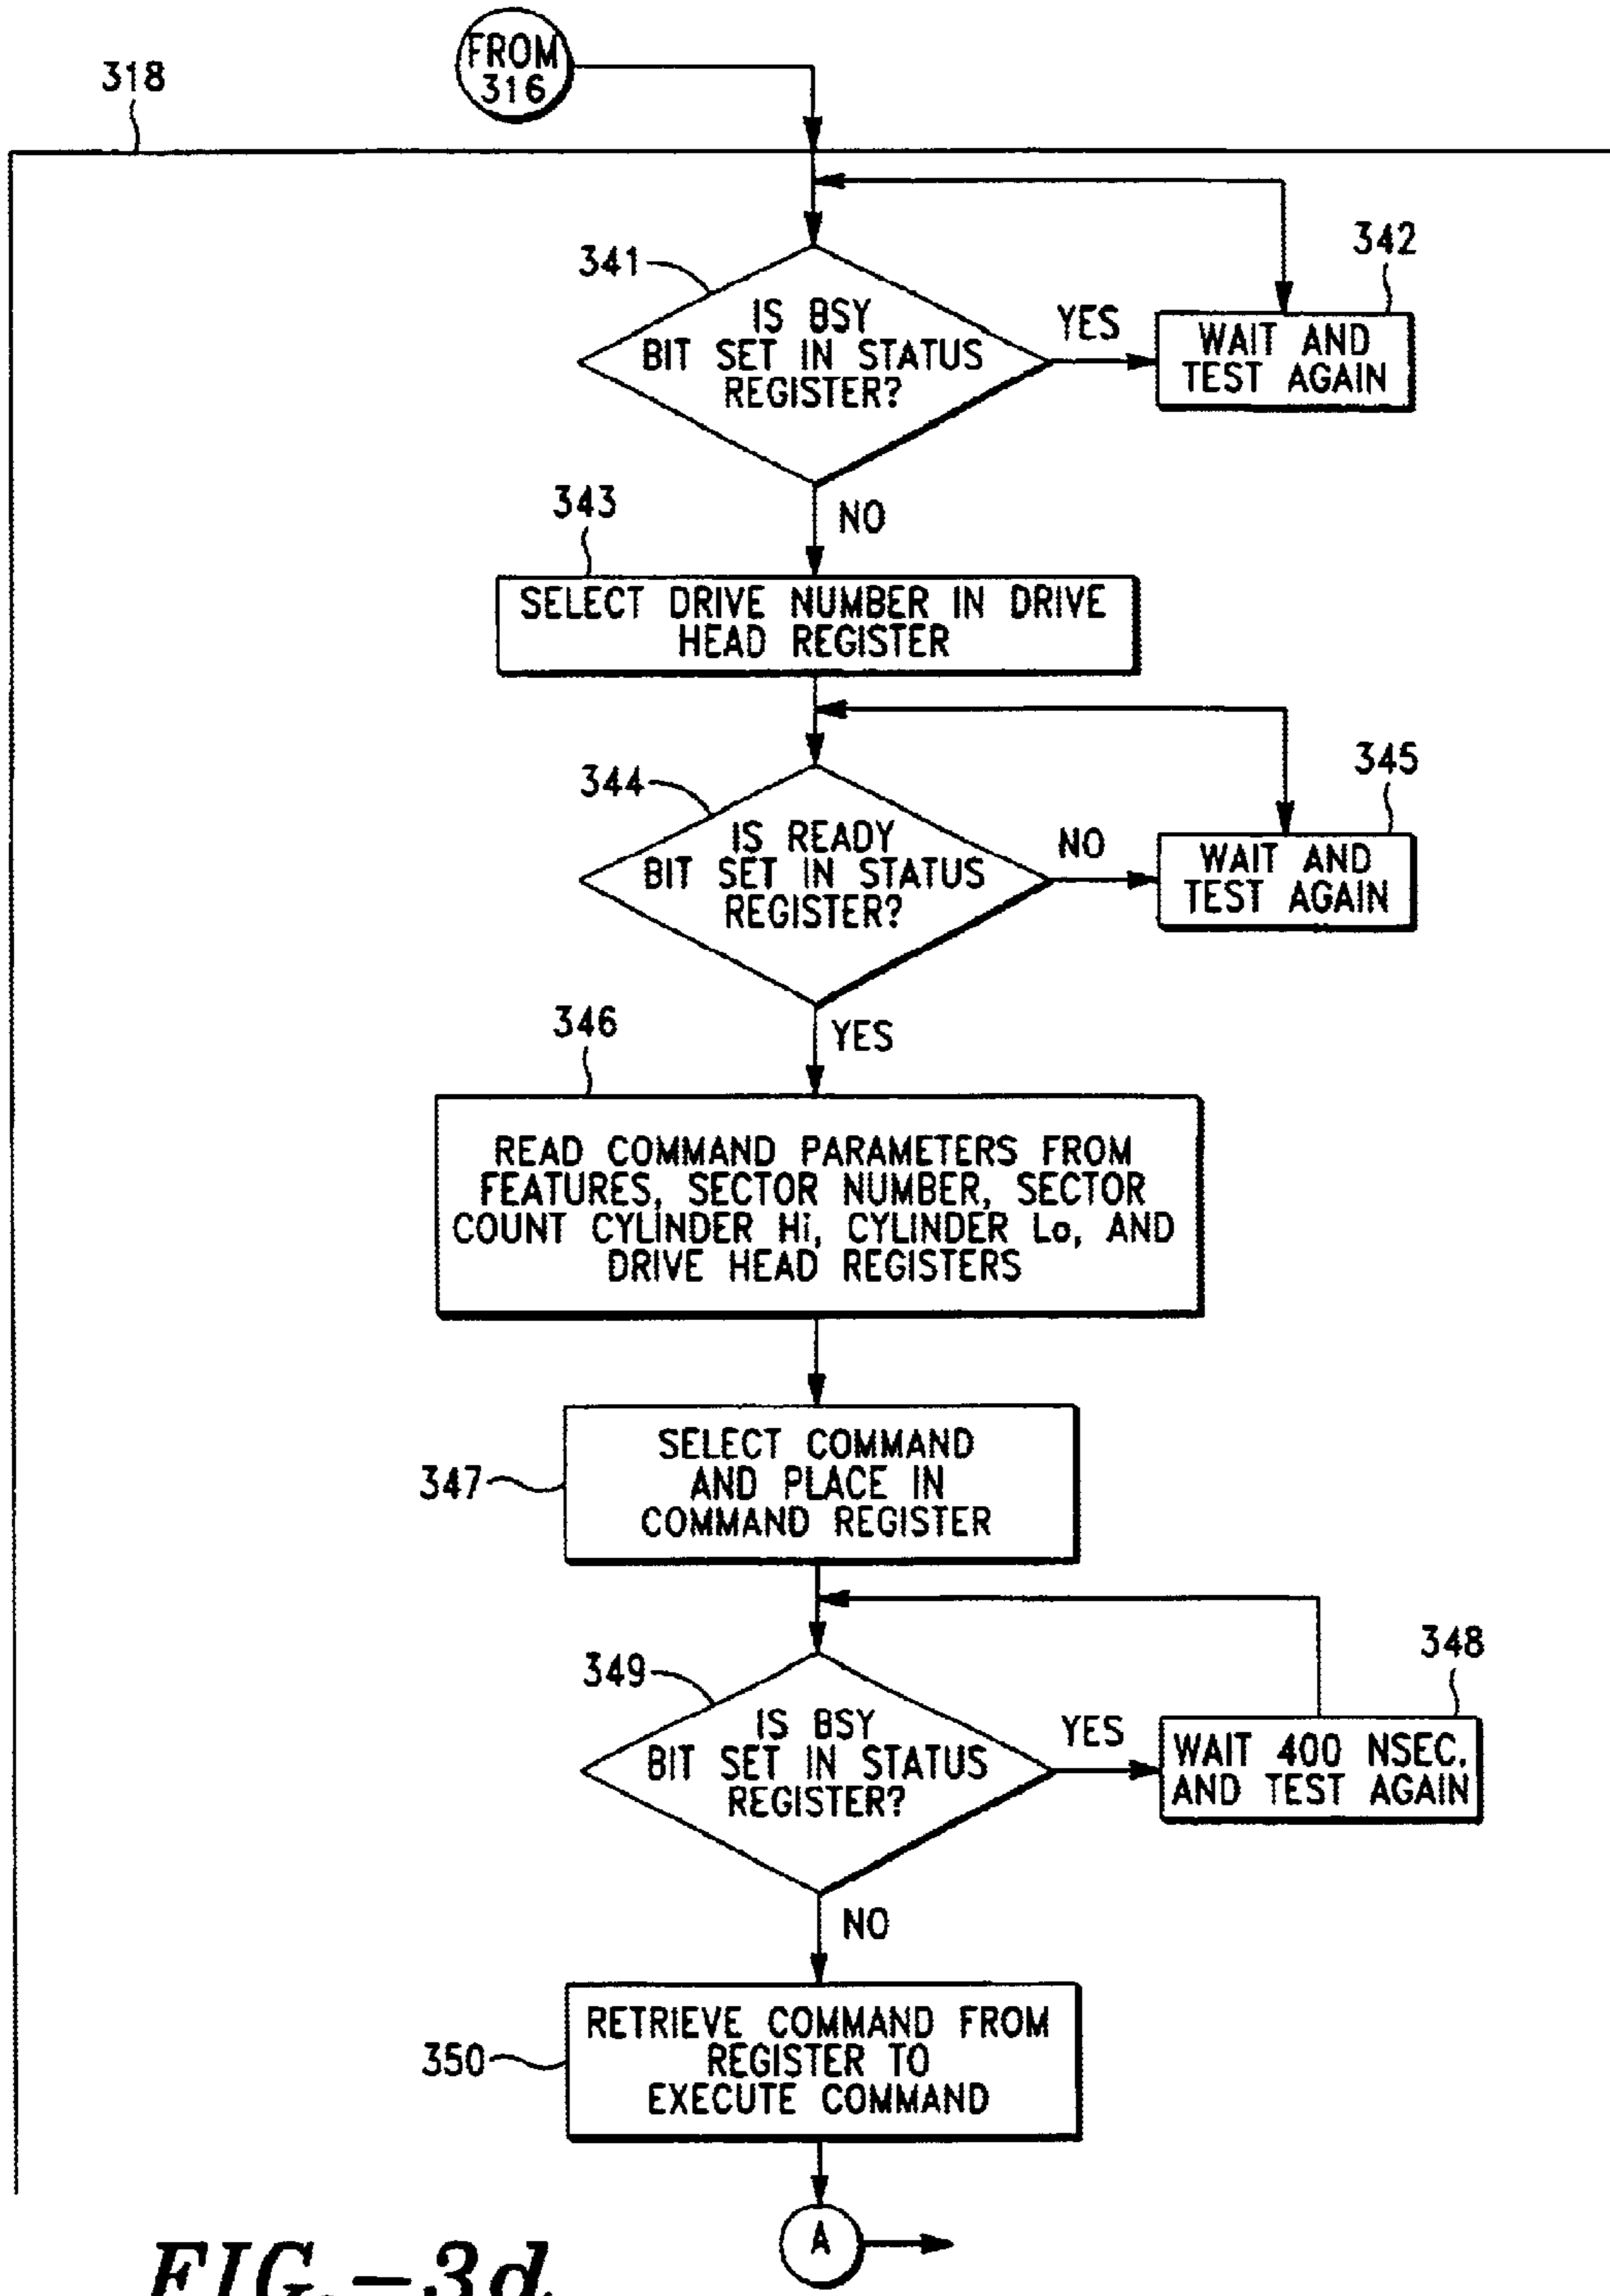 FROM
316
318
341
IS BSY
BIT SET IN STATUS
REGISTER?
YES
342
WAIT AND
TEST AGAIN
NO
343
SELECT DRIVE NUMBER IN DRIVE
HEAD REGISTER
344
IS READY
BIT SET IN STATUS
REGISTER?
NO
345
WAIT AND
TEST AGAIN
YES
346
READ COMMAND PARAMETERS FROM
FEATURES, SECTOR NUMBER, SECTOR
COUNT CYLINDER Hi, CYLINDER Lo, AND
DRIVE HEAD REGISTERS
347
SELECT COMMAND
AND PLACE IN
COMMAND REGISTER
349
IS BSY
BIT SET IN STATUS
REGISTER?
YES
348
WAIT 400 NSEC.
AND TEST AGAIN
NO
350
RETRIEVE COMMAND FROM
REGISTER TO
EXECUTE COMMAND
A
FIG.-3d